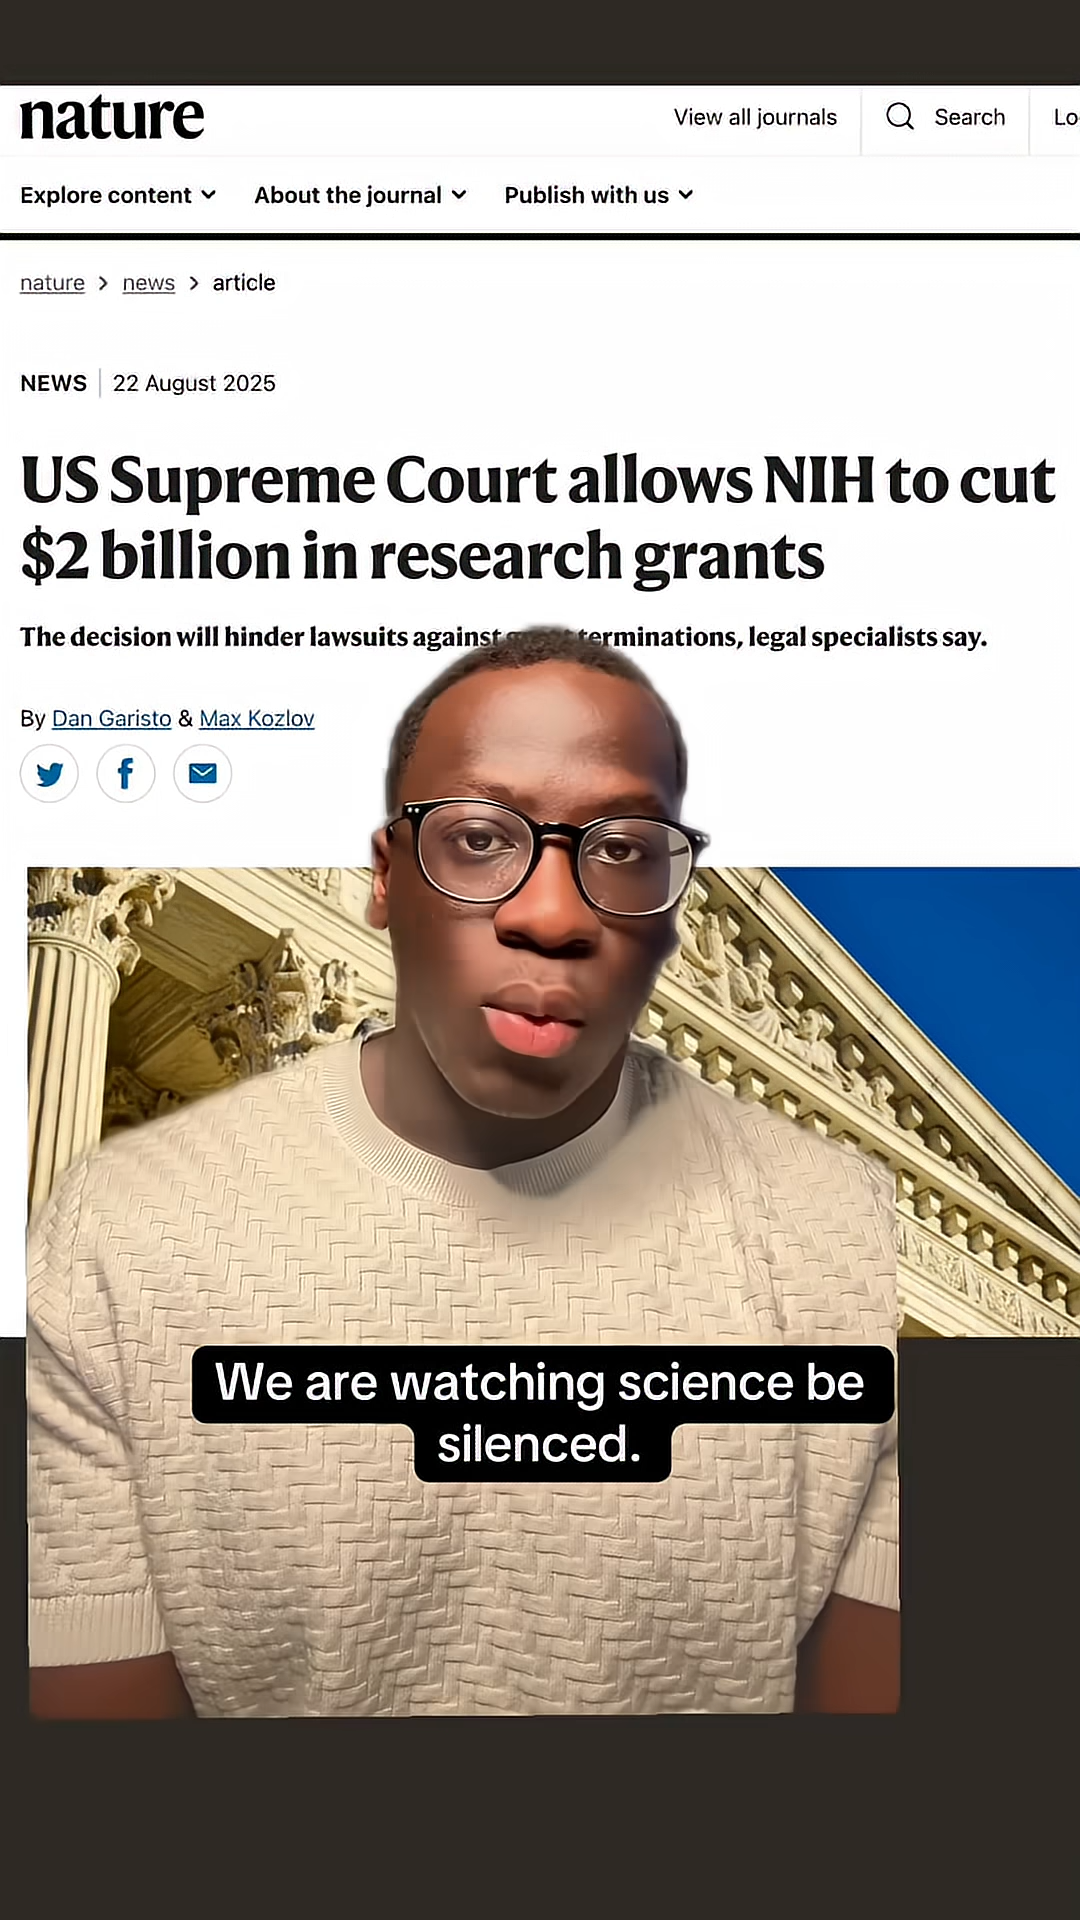 nature
View all journals
Search
Lo
Explore content
About the journal
Publish with us
nature > news > article
NEWS | 22 August 2025
US Supreme Court allows NIH to cut
$2 billion in research grants
The decision will hinder lawsuits against terminations, legal specialists say.
By Dan Garisto & Max Kozlov
We are watching science be
silenced.